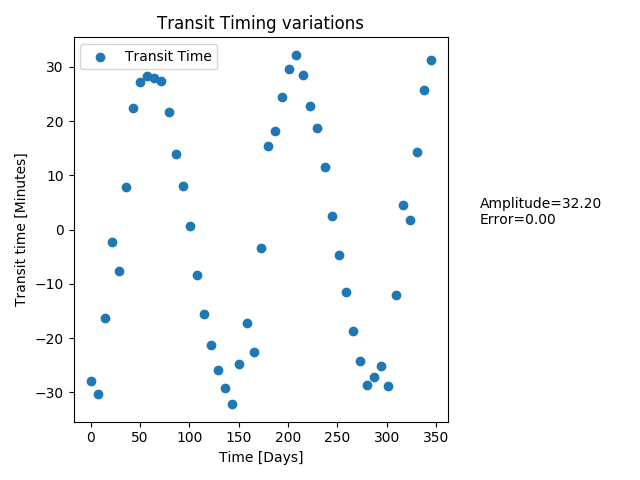 Transit Timing variations
Transit Time
30
20
10
0
−10
−20
−30
Transit time [Minutes]
0 50 100 150 200 250 300 350
Time [Days]
Amplitude=32.20
Error=0.00